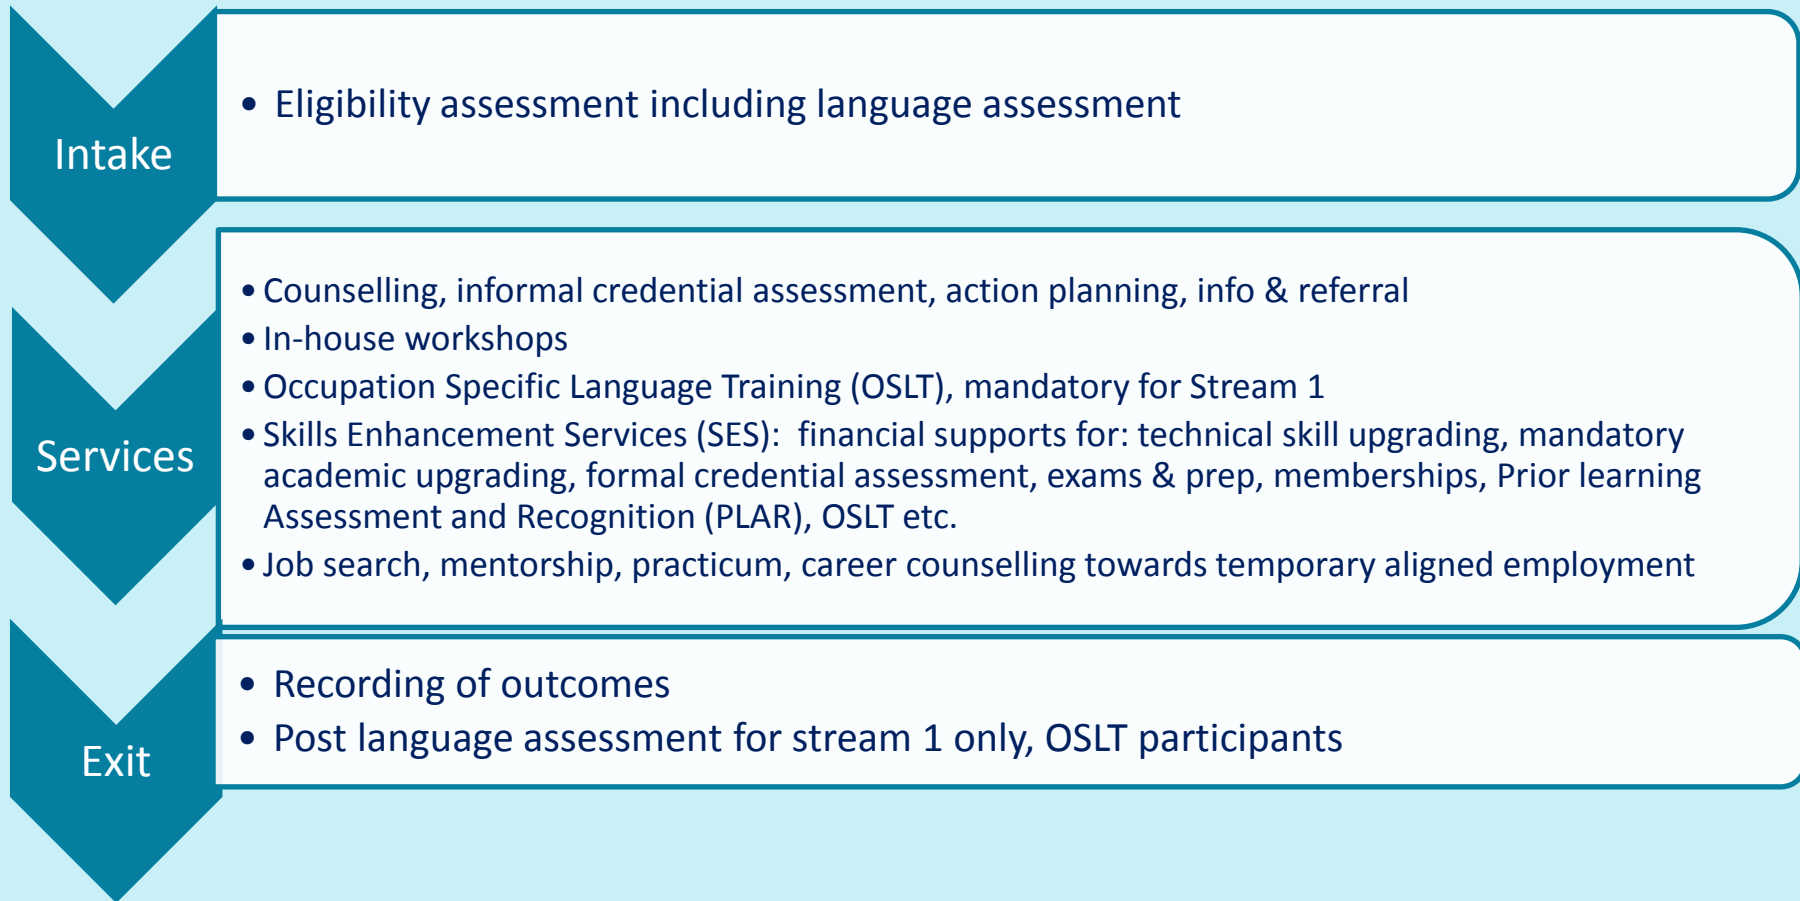 Intake
• Eligibility assessment including language assessment
Services
• Counselling, informal credential assessment, action planning, info & referral
• In-house workshops
• Occupation Specific Language Training (OSLT), mandatory for Stream 1
• Skills Enhancement Services (SES):  financial supports for: technical skill upgrading, mandatory
academic upgrading, formal credential assessment, exams & prep, memberships, Prior learning
Assessment and Recognition (PLAR), OSLT etc.
• Job search, mentorship, practicum, career counselling towards temporary aligned employment
Exit
• Recording of outcomes
• Post language assessment for stream 1 only, OSLT participants